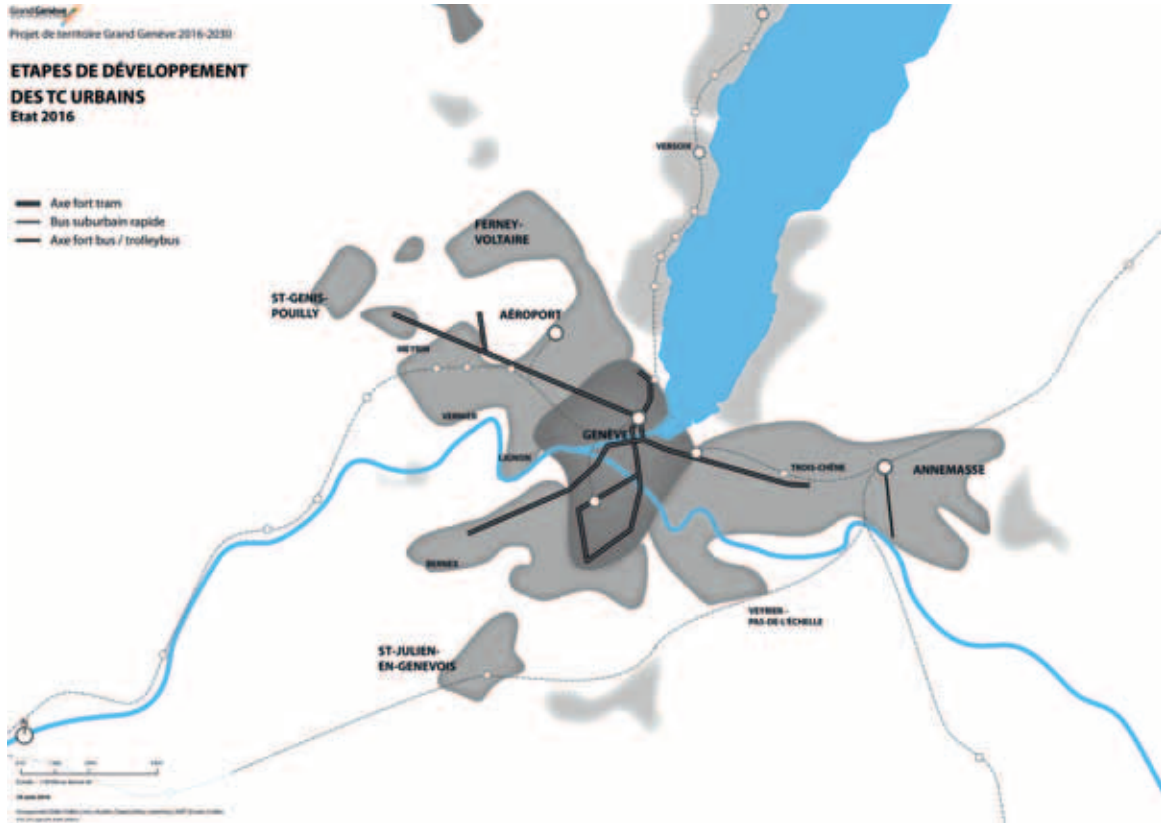 Grand Genève
Projet de territoire Grand Genève 2016-2030
ETAPES DE DÉVELOPPEMENT
DES TC URBAINS
Etat 2016
Axe fort tram
Bus suburbain rapide
Axe fort bus / trolleybus
VERSOIX
FERNEY-
VOLTAIRE
ST-GENIS-
POUILLY
AÉROPORT
MEYRIN
VERNIER
GENÈVE
LIGNON
TROIS-CHÊNE
ANNEMASSE
BERNEX
VEYRIER -
PAS-DE-L'ÉCHELLE
ST-JULIEN-
EN-GENEVOIS